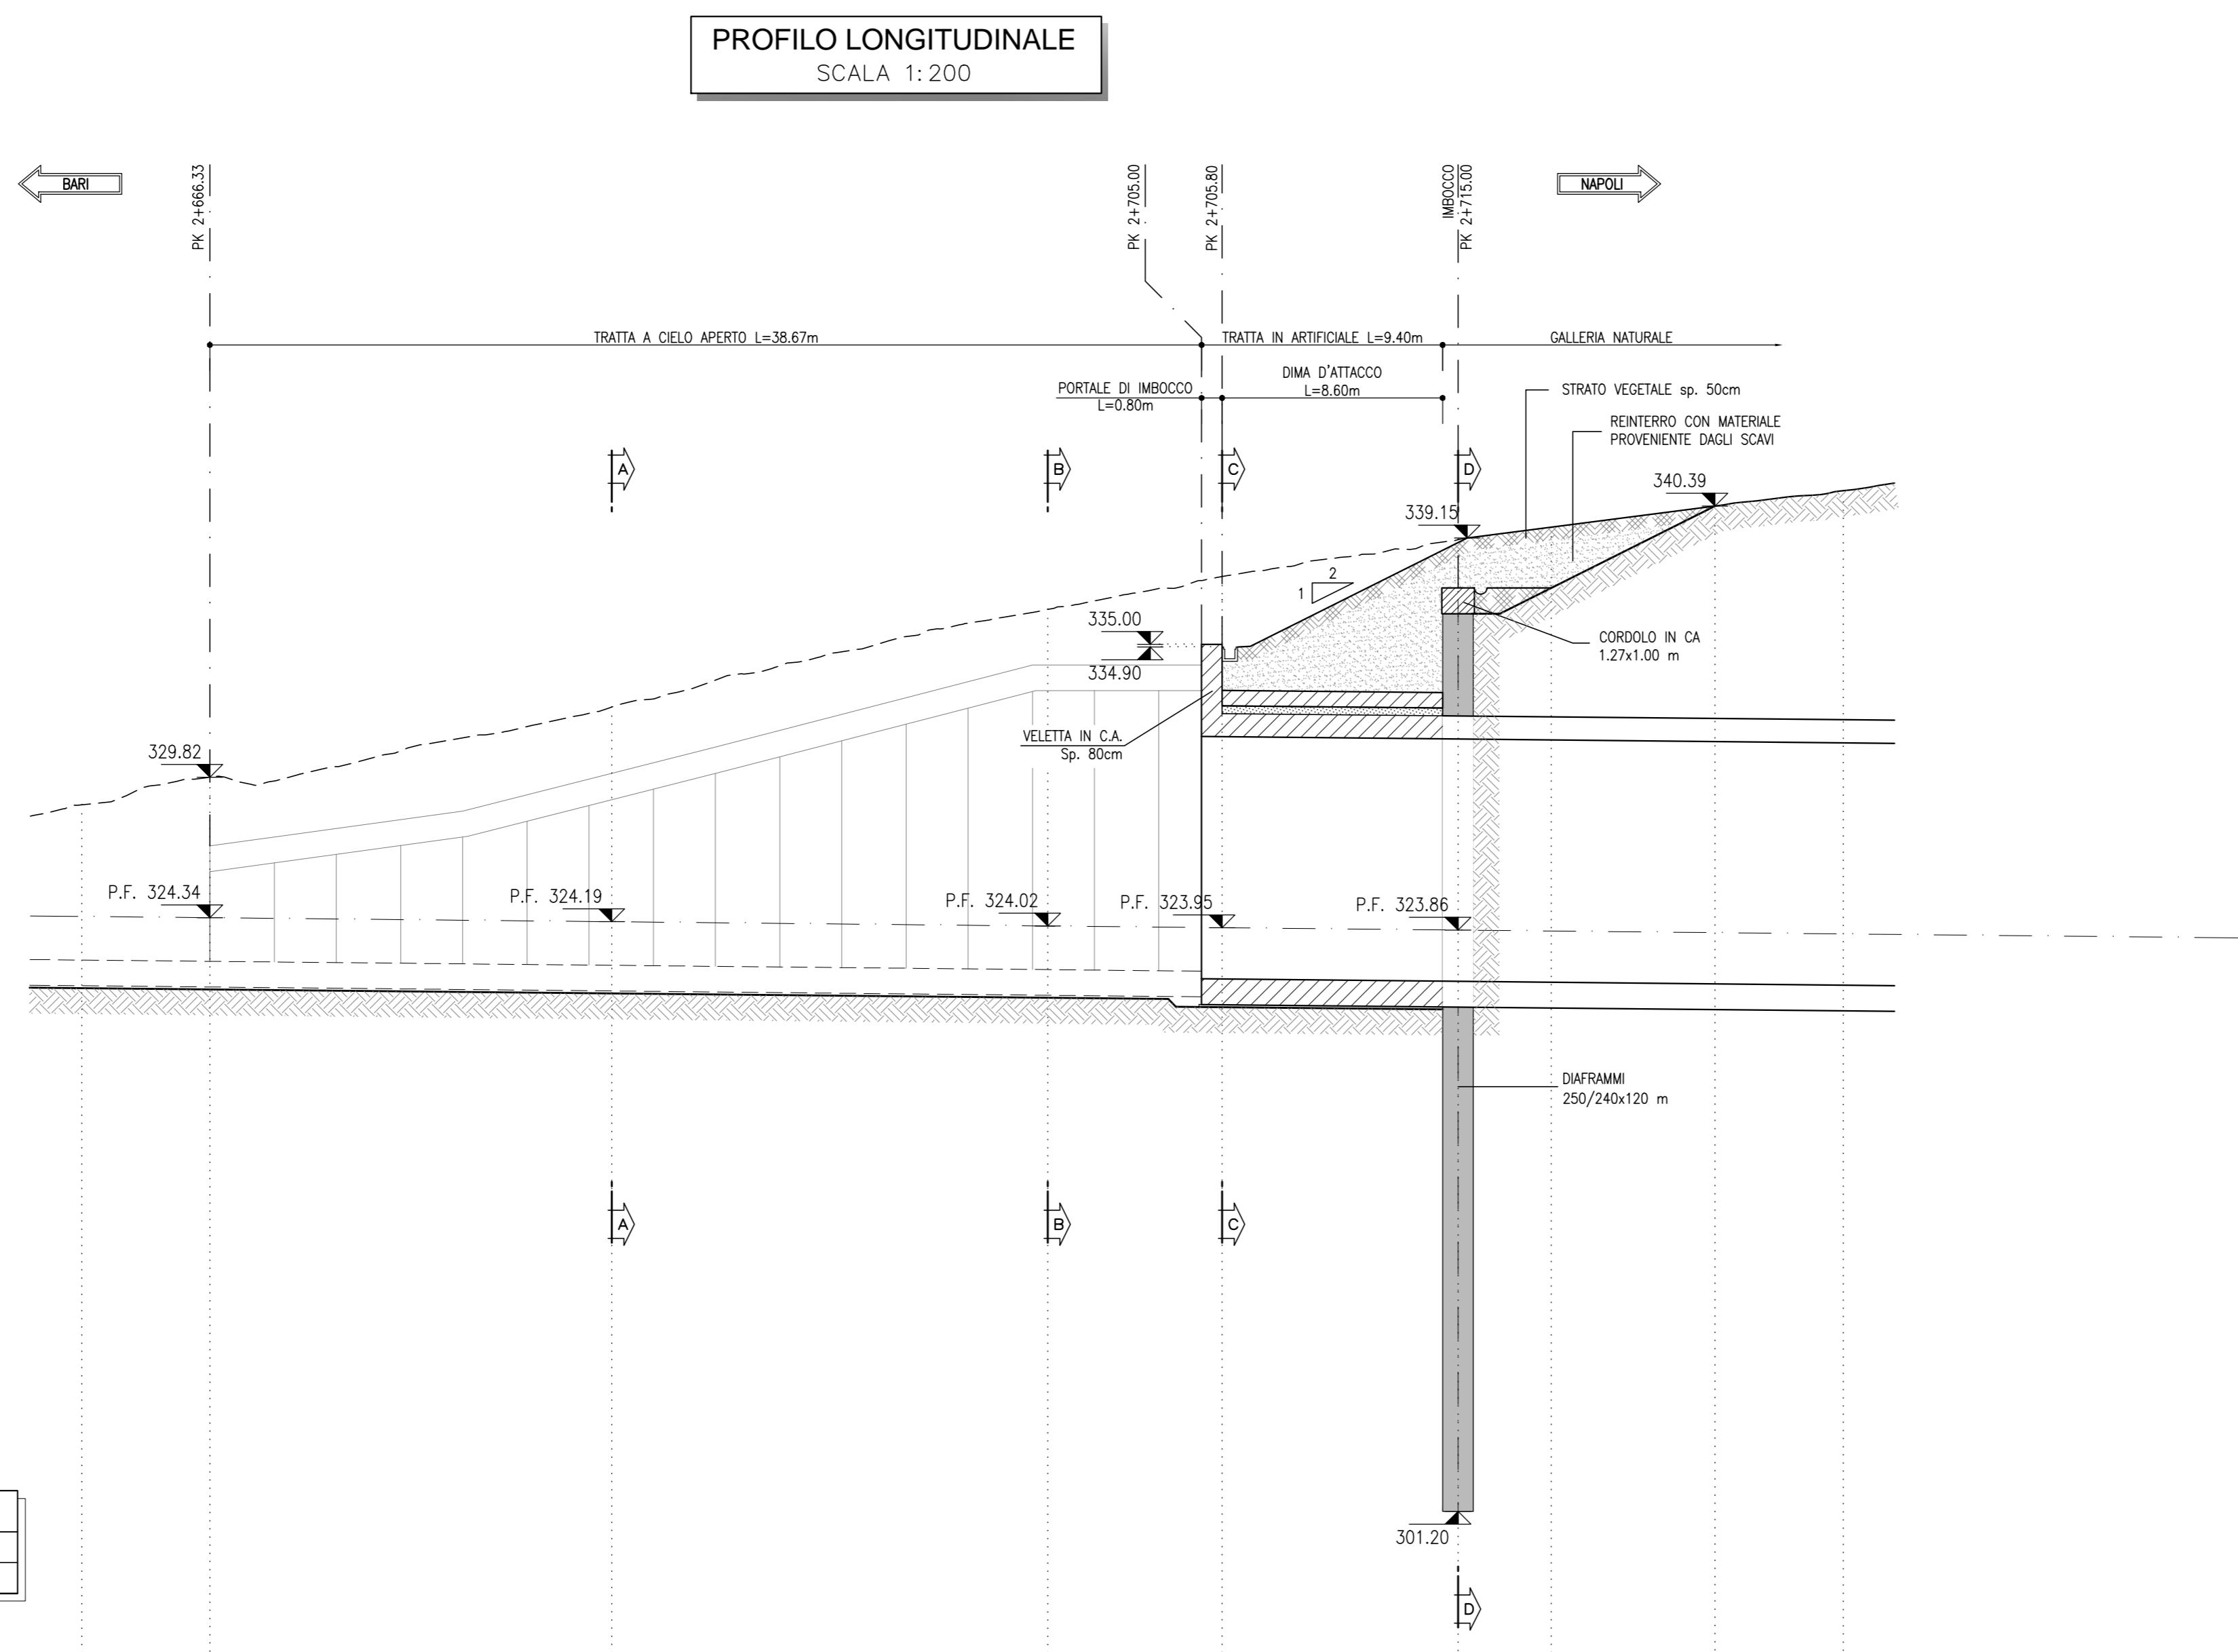 PROFILO LONGITUDINALE
SCALA 1:200
BARI
PK 2+666.33
PK 2+705.00
PK 2+705.80
IMBOCCO
PK 2+715.00
NAPOLI
TRATTA A CIELO APERTO L=38.67m
TRATTA IN ARTIFICIALE L=9.40m
GALLERIA NATURALE
PORTALE DI IMBOCCO
L=0.80m
DIMA D'ATTACCO
L=8.60m
STRATO VEGETALE sp. 50cm
REINTERRO CON MATERIALE
PROVENIENTE DAGLI SCAVI
A
B
C
D
340.39
339.15
2
1
335.00
334.90
CORDOLO IN CA
1.27x1.00 m
VELETTA IN C.A.
Sp. 80cm
329.82
P.F. 324.34
P.F. 324.19
P.F. 324.02
P.F. 323.95
P.F. 323.86
DIAFRAMMI
250/240x120 m
A
B
C
301.20
D